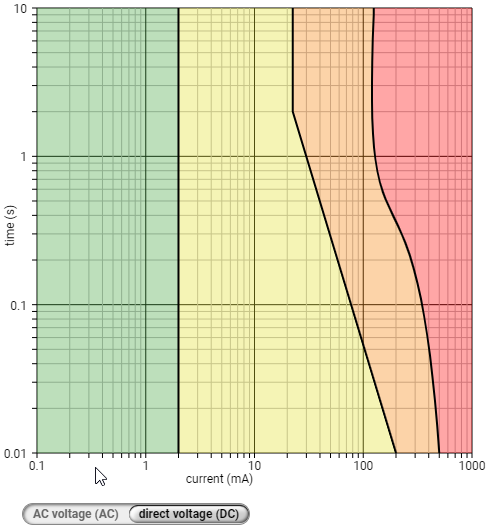 10
1
0.1
0.01
time (s)
0.1 1 10 100 1000
current (mA)
AC voltage (AC) direct voltage (DC)